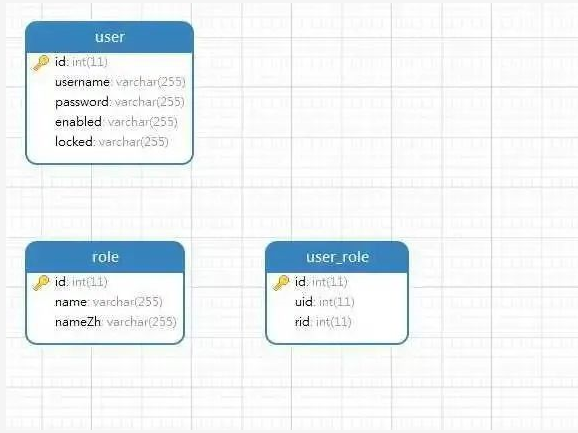 user
id: int(11)
username: varchar(255)
password: varchar(255)
enabled: varchar(255)
locked: varchar(255)
role
id: int(11)
name: varchar(255)
nameZh: varchar(255)
user_role
id: int(11)
uid: int(11)
rid: int(11)